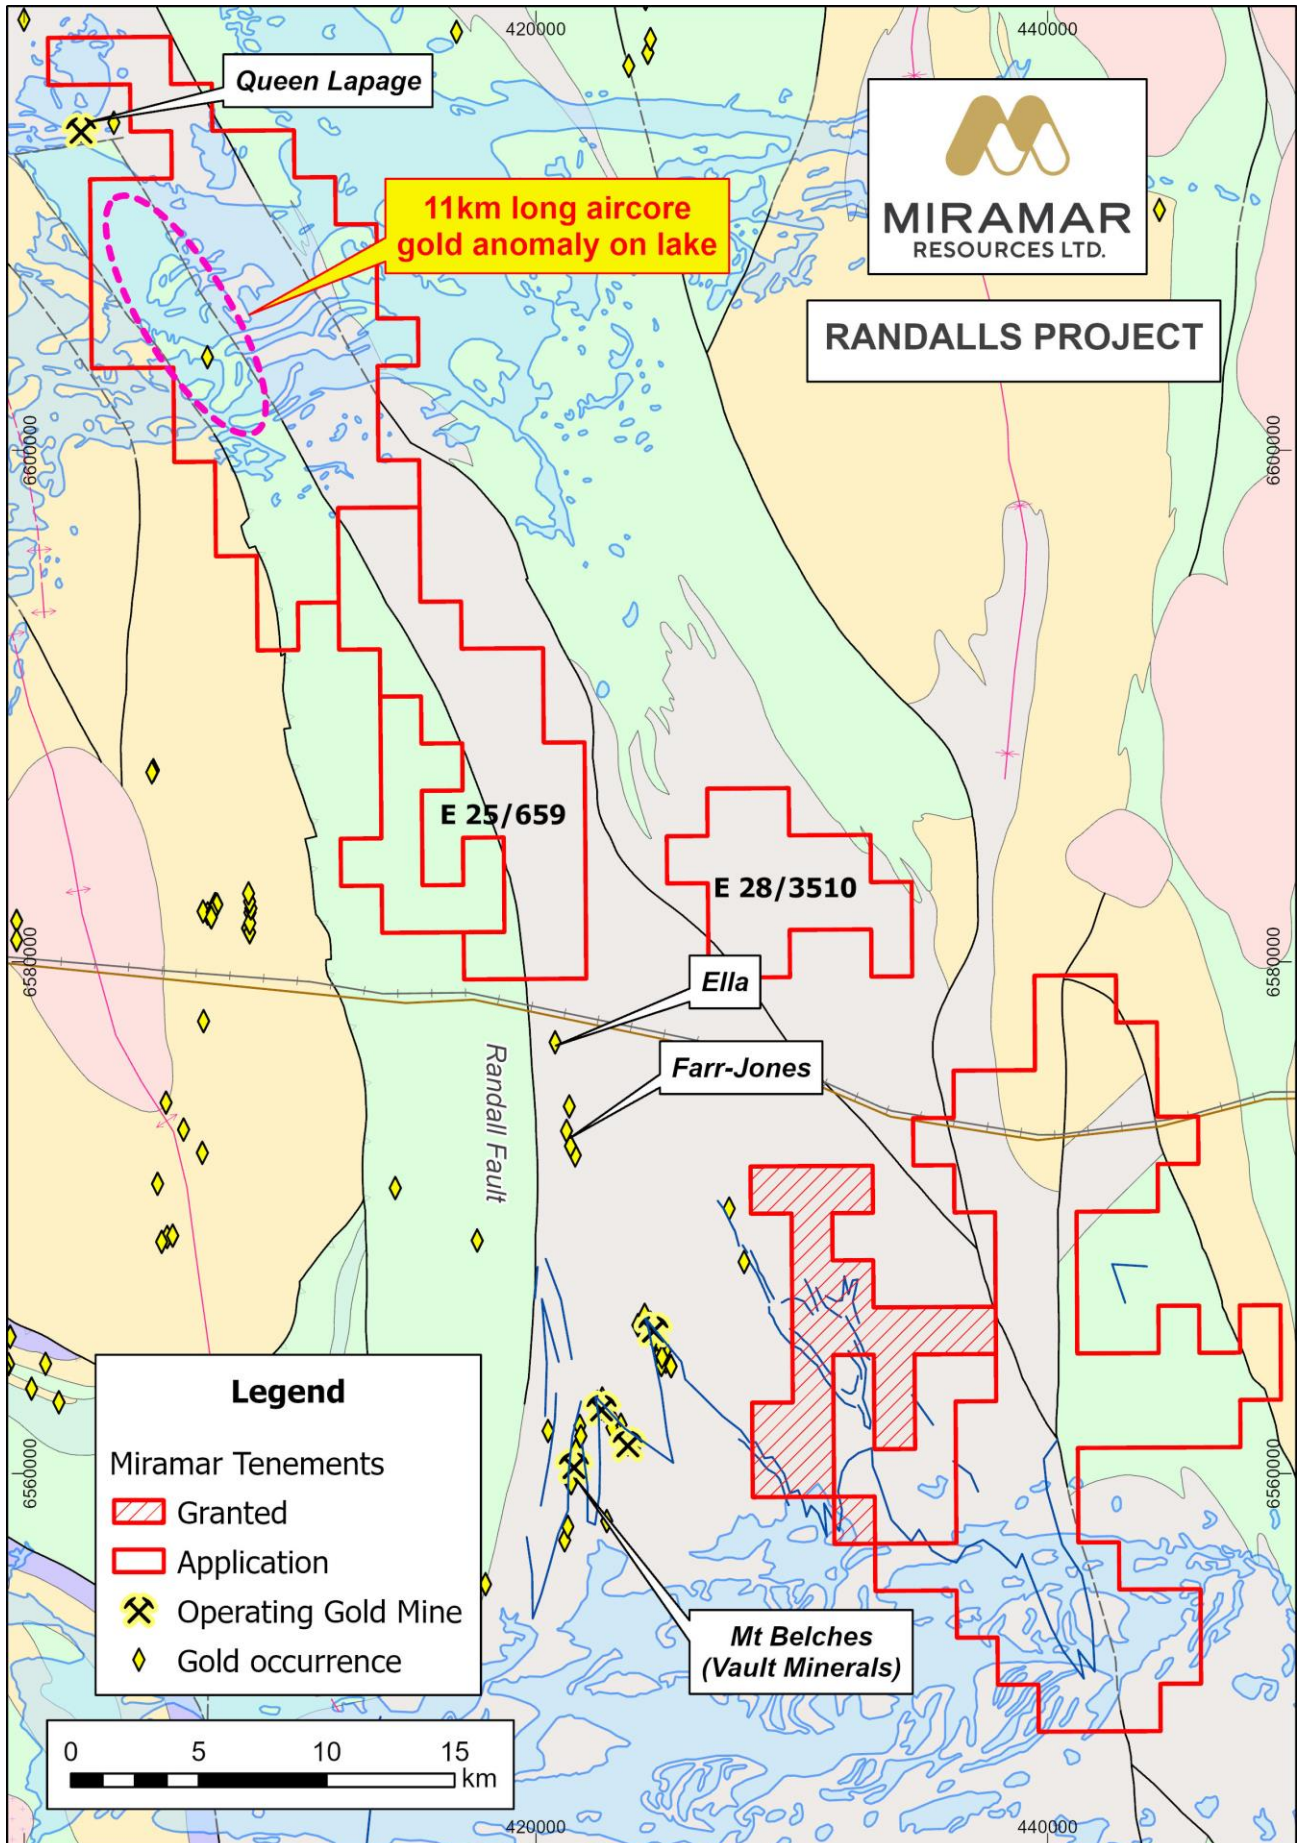 420000
440000
Queen Lapage
MIRAMAR
RESOURCES LTD.
11km long aircore
gold anomaly on lake
RANDALLS PROJECT
6600000
6600000
E 25/659
E 28/3510
6580000
6580000
Ella
Farr-Jones
Randall Fault
Legend
Miramar Tenements
Granted
Application
Operating Gold Mine
Gold occurrence
6560000
6560000
Mt Belches
(Vault Minerals)
0 5 10 15
km
420000
440000